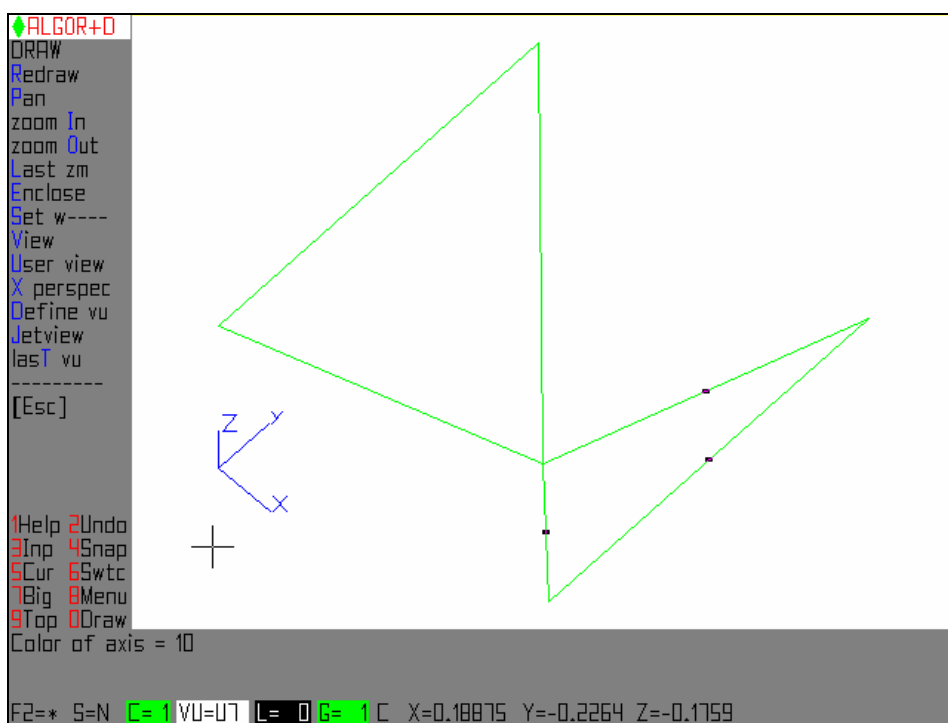 ALGOR+D
DRAW
Redraw
Pan
zoom In
zoom Out
Last zm
Enclose
Set w----
View
User view
X perspec
Define vu
Jetview
lasT vu
---------
[Esc]
Z Y
X
1Help 2Undo
3Inp 4Snap
5Cur 6Swtc
7Big 8Menu
9Top 0Draw
Color of axis = 10
F2=* S=N C= 1 VU=U7 L= 0 G= 1 C X=0.18875 Y=-0.2264 Z=-0.1759